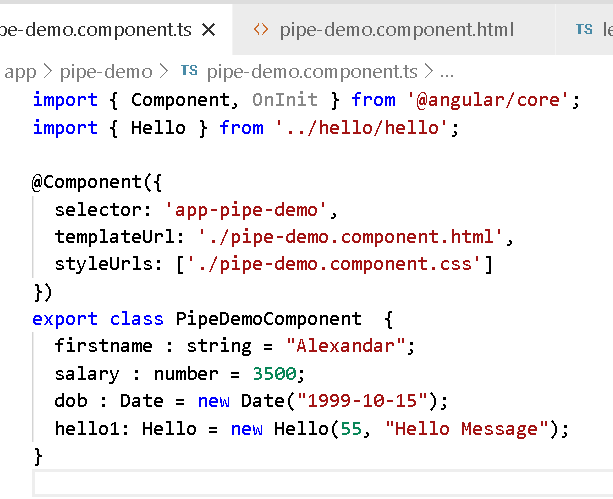 pe-demo.component.ts × <> pipe-demo.component.html TS le
app > pipe-demo > TS pipe-demo.component.ts > ...
import { Component, OnInit } from '@angular/core';
import { Hello } from '../hello/hello';
@Component({
  selector: 'app-pipe-demo',
  templateUrl: './pipe-demo.component.html',
  styleUrls: ['./pipe-demo.component.css']
})
export class PipeDemoComponent  {
  firstname : string = "Alexandar";
  salary : number = 3500;
  dob : Date = new Date("1999-10-15");
  hello1: Hello = new Hello(55, "Hello Message");
}